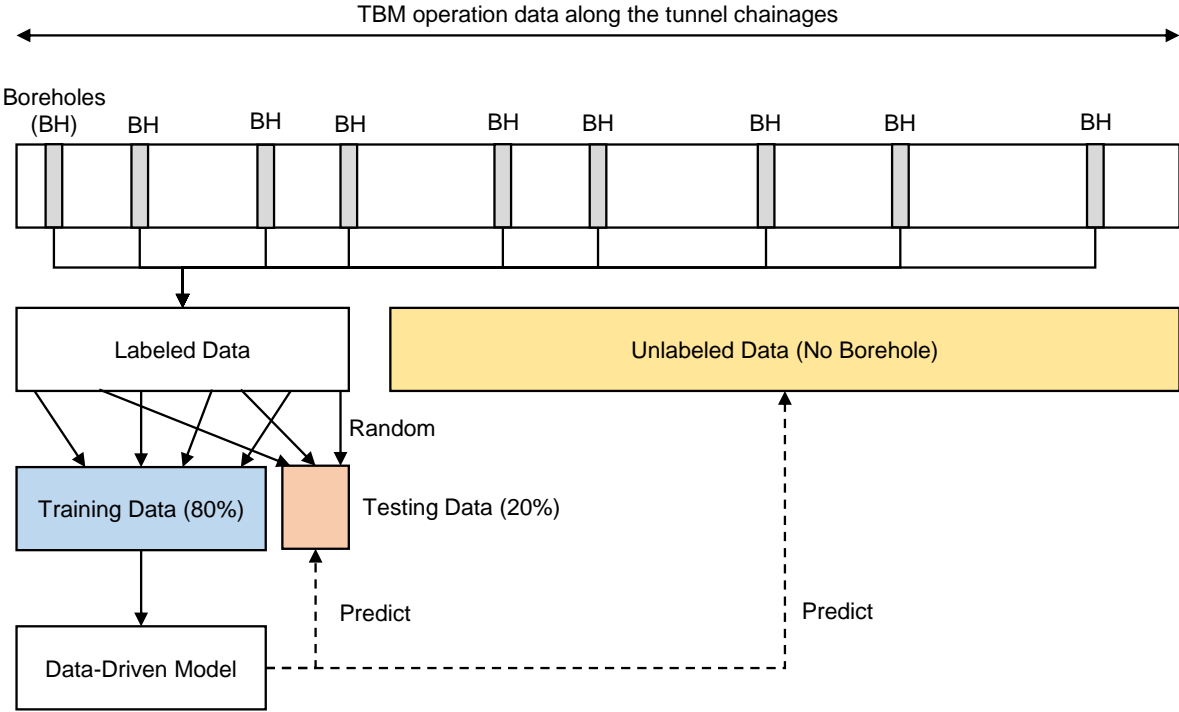 TBM operation data along the tunnel chainages
Boreholes
(BH)
BH
BH
BH
BH
BH
BH
BH
BH
Labeled Data
Unlabeled Data (No Borehole)
Random
Training Data (80%)
Testing Data (20%)
Predict
Predict
Data-Driven Model